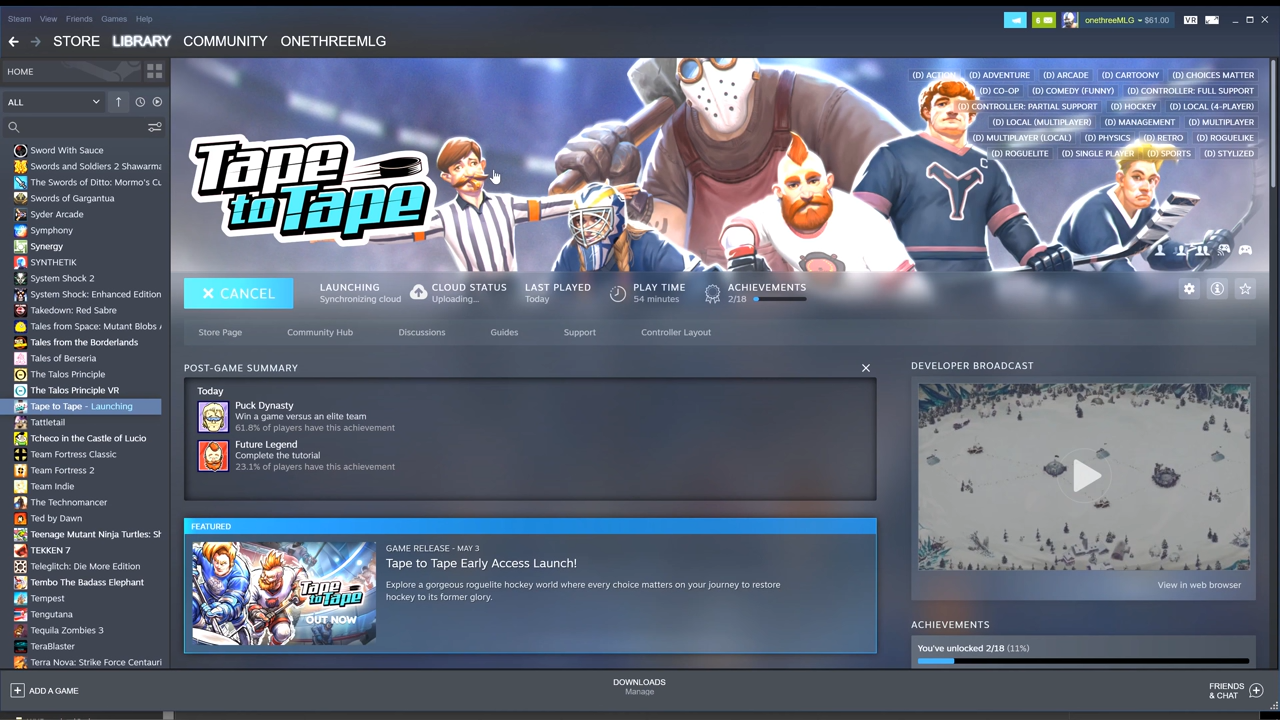 Steam View Friends Games Help
6 onethreeMLG $61.00 VR
STORE LIBRARY COMMUNITY ONETHREEMLG
HOME
ALL
Sword With Sauce
Swords and Soldiers 2 Shawarma
The Swords of Ditto: Mormo's Cu
Swords of Gargantua
Syder Arcade
Symphony
Synergy
SYNTHETIK
System Shock 2
System Shock: Enhanced Edition
Takedown: Red Sabre
Tales from Space: Mutant Blobs A
Tales from the Borderlands
Tales of Berseria
The Talos Principle
The Talos Principle VR
Tape to Tape - Launching
Tattletail
Tcheco in the Castle of Lucio
Team Fortress Classic
Team Fortress 2
Team Indie
The Technomancer
Ted by Dawn
Teenage Mutant Ninja Turtles: Sh
TEKKEN 7
Teleglitch: Die More Edition
Tembo The Badass Elephant
Tempest
Tengutana
Tequila Zombies 3
TeraBlaster
Terra Nova: Strike Force Centauri
ADD A GAME
Tape
to Tape
(D) ACTION (D) ADVENTURE (D) ARCADE (D) CARTOONY (D) CHOICES MATTER
(D) CO-OP (D) COMEDY (FUNNY) (D) CONTROLLER: FULL SUPPORT
(D) CONTROLLER: PARTIAL SUPPORT (D) HOCKEY (D) LOCAL (4-PLAYER)
(D) LOCAL (MULTIPLAYER) (D) MANAGEMENT (D) MULTIPLAYER
(D) MULTIPLAYER (LOCAL) (D) PHYSICS (D) RETRO (D) ROGUELIKE
(D) ROGUELITE (D) SINGLE PLAYER (D) SPORTS (D) STYLIZED
CANCEL
LAUNCHING
Synchronizing cloud
CLOUD STATUS
Uploading...
LAST PLAYED
Today
PLAY TIME
54 minutes
ACHIEVEMENTS
2/18
Store Page Community Hub Discussions Guides Support Controller Layout
POST-GAME SUMMARY
Today
Puck Dynasty
Win a game versus an elite team
61.8% of players have this achievement
Future Legend
Complete the tutorial
23.1% of players have this achievement
FEATURED
TAPE
to TAPE
OUT NOW
GAME RELEASE - MAY 3
Tape to Tape Early Access Launch!
Explore a gorgeous roguelite hockey world where every choice matters on your journey to restore
hockey to its former glory.
DEVELOPER BROADCAST
View in web browser
ACHIEVEMENTS
You've unlocked 2/18 (11%)
DOWNLOADS
Manage
FRIENDS
& CHAT